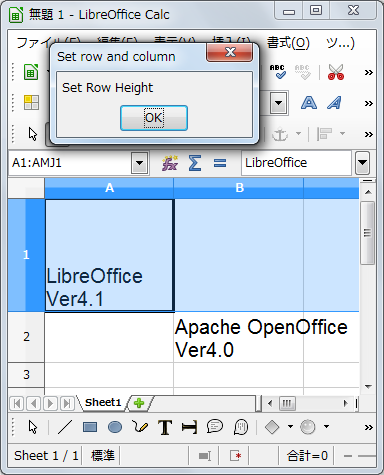 無題 1 - LibreOffice Calc
ファイル(F) 編集(E) 表示(V) 挿入(I) 書式(O) ツ...)
Set row and column
Set Row Height
OK
ABC
ABC
A1:AMJ1
LibreOffice
A
B
1
LibreOffice
Ver4.1
2
Apache OpenOffice
Ver4.0
3
Sheet1
Sheet 1 / 1
標準
合計=0